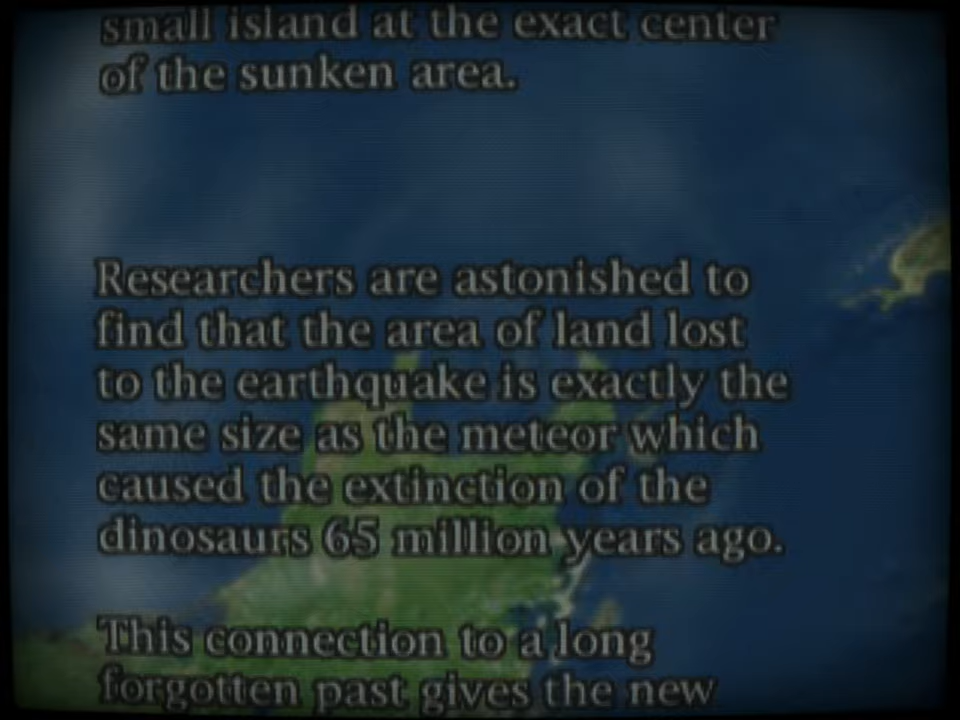 small island at the exact center
of the sunken area.
Researchers are astonished to
find that the area of land lost
to the earthquake is exactly the
same size as the meteor which
caused the extinction of the
dinosaurs 65 million years ago.
This connection to a long
forgotten past gives the new